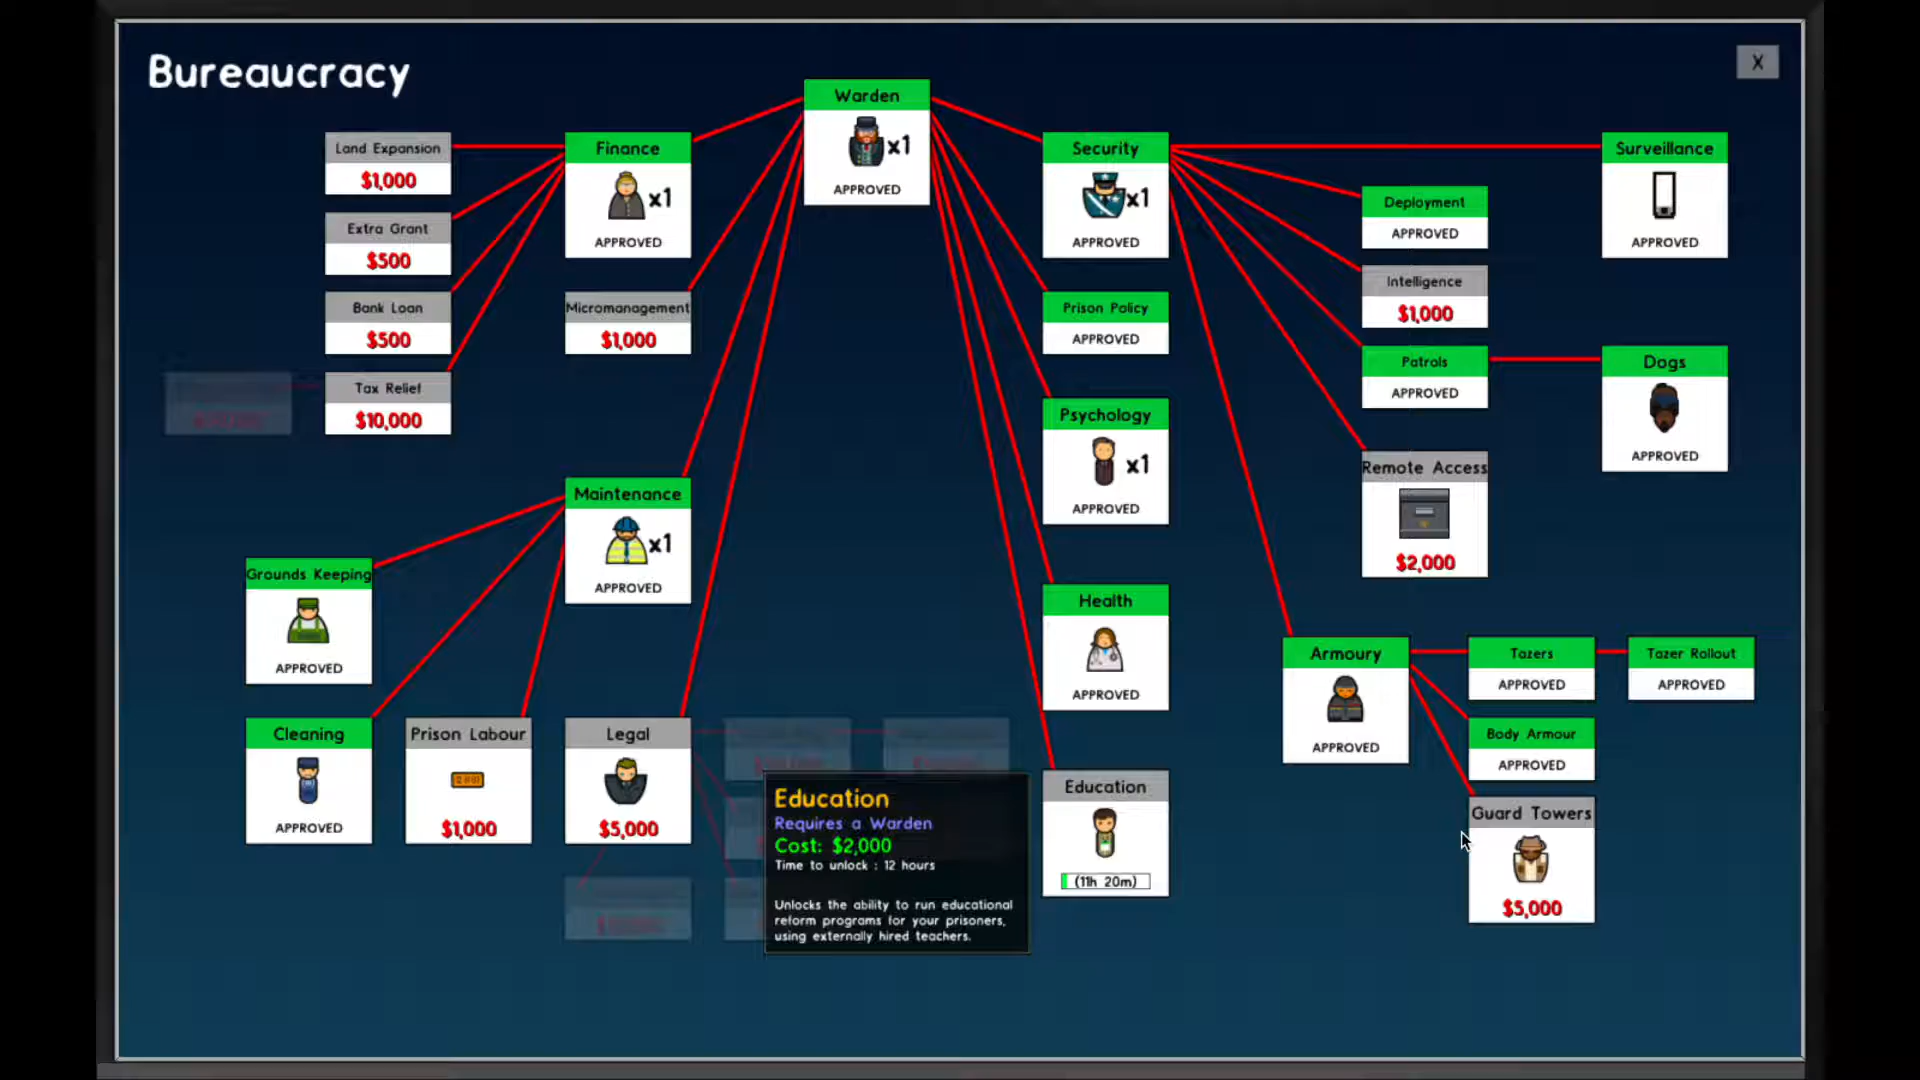 Bureaucracy
X
Warden
x1
APPROVED
Land Expansion
$1,000
Extra Grant
$500
Bank Loan
$500
Tax Relief
$10,000
Finance
x1
APPROVED
Micromanagement
$1,000
Maintenance
x1
APPROVED
Grounds Keeping
APPROVED
Cleaning
APPROVED
Prison Labour
$1,000
Legal
$5,000
Education
Requires a Warden
Cost: $2,000
Time to unlock : 12 hours
Unlocks the ability to run educational
reform programs for your prisoners,
using externally hired teachers.
Security
x1
APPROVED
Prison Policy
APPROVED
Psychology
x1
APPROVED
Health
APPROVED
Education
(11h 20m)
Deployment
APPROVED
Intelligence
$1,000
Patrols
APPROVED
Remote Access
$2,000
Surveillance
APPROVED
Dogs
APPROVED
Armoury
APPROVED
Tazers
APPROVED
Tazer Rollout
APPROVED
Body Armour
APPROVED
Guard Towers
$5,000